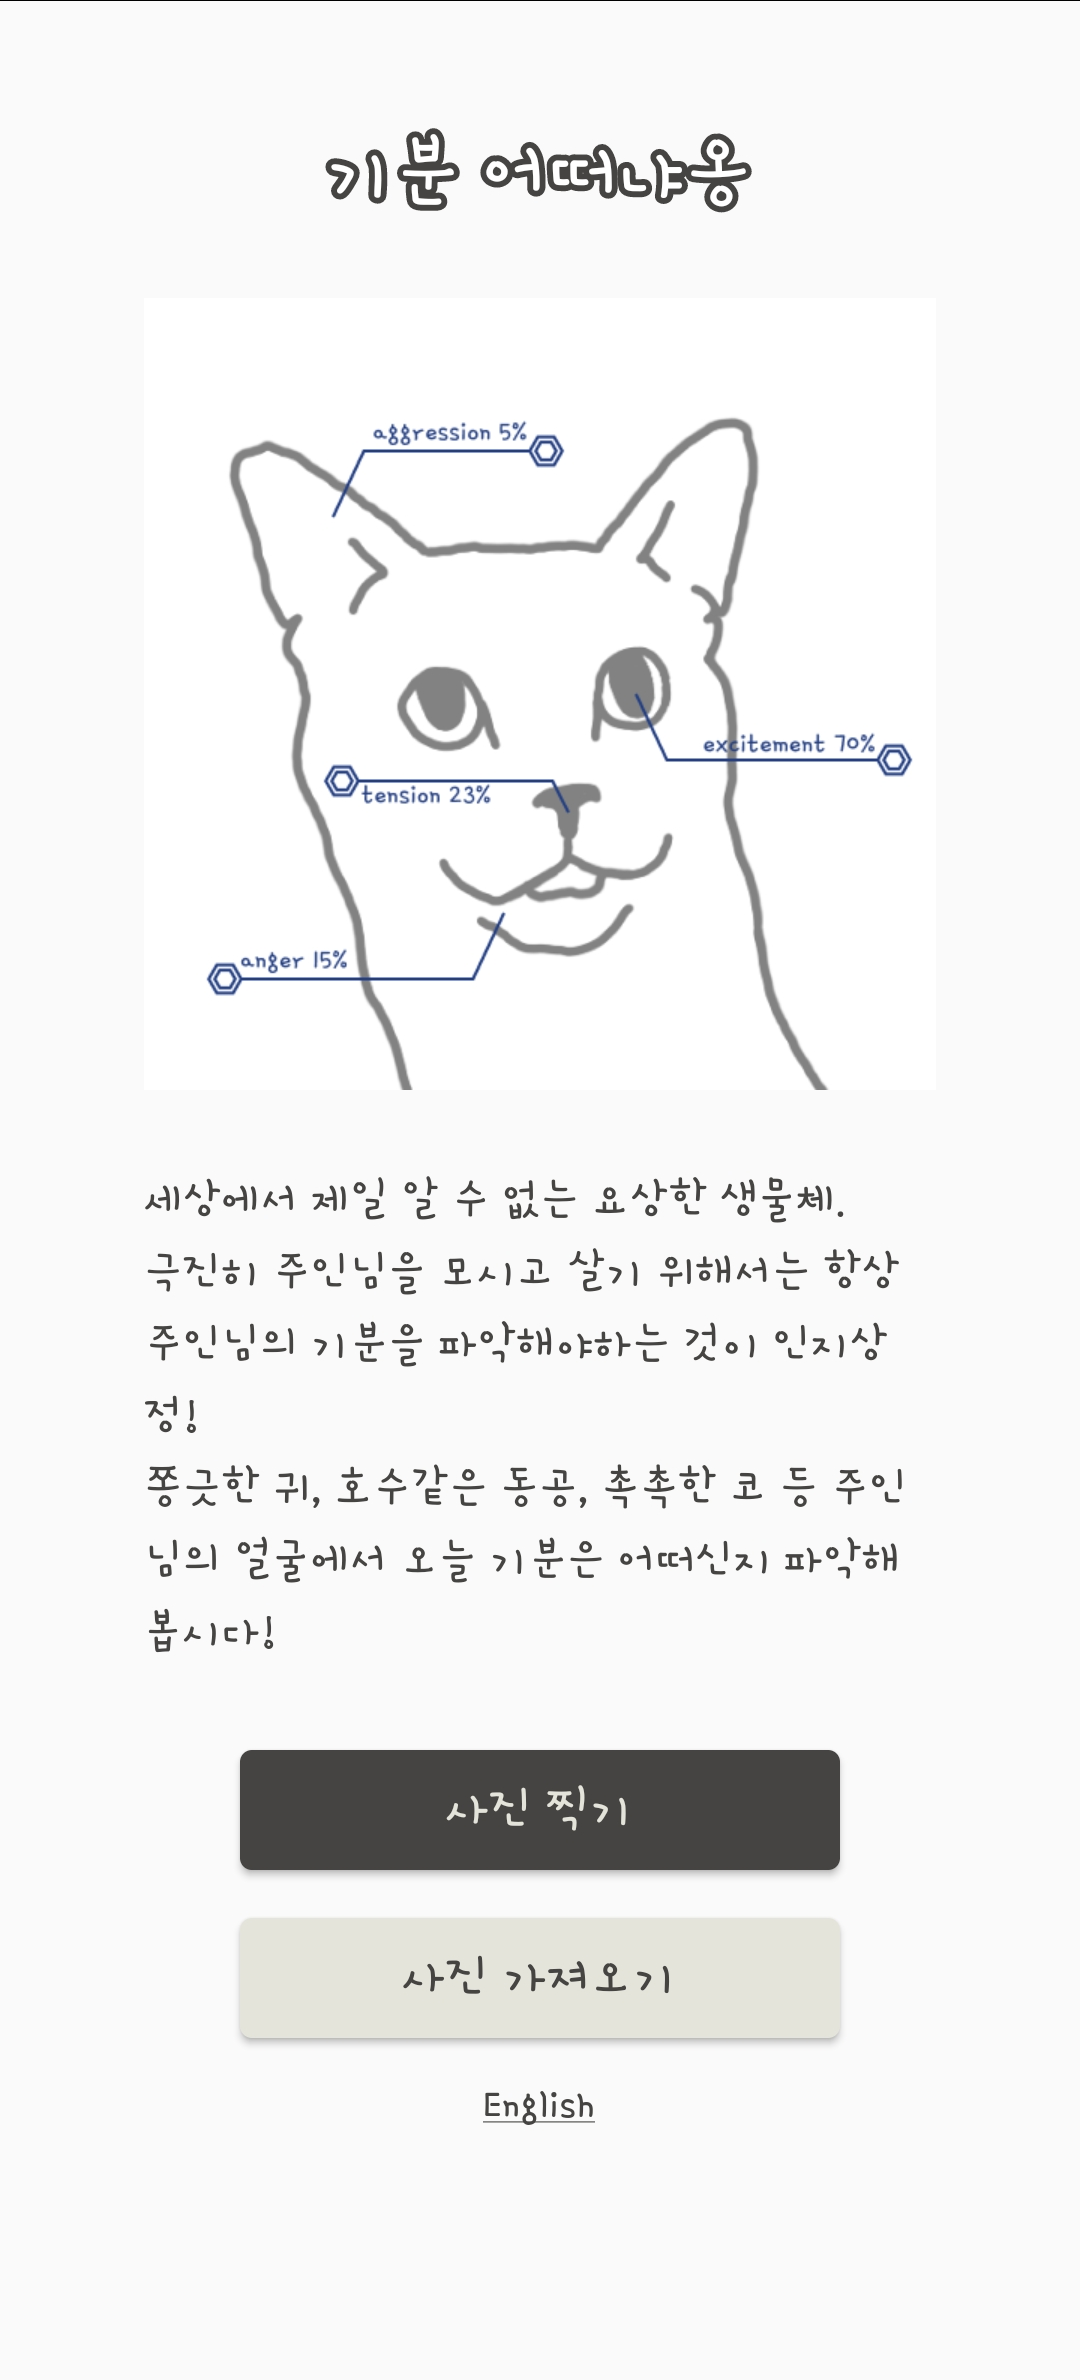 기분 어떠냐옹
aggression 5%
excitement 70%
tension 23%
anger 15%
세상에서 제일 알 수 없는 요상한 생물체.
극진히 주인님을 모시고 살기 위해서는 항상
주인님의 기분을 파악해야하는 것이 인지상
정!
쫑긋한 귀, 호수같은 동공, 촉촉한 코 등 주인
님의 얼굴에서 오늘 기분은 어떠신지 파악해
봅시다!
사진 찍기
사진 가져오기
English